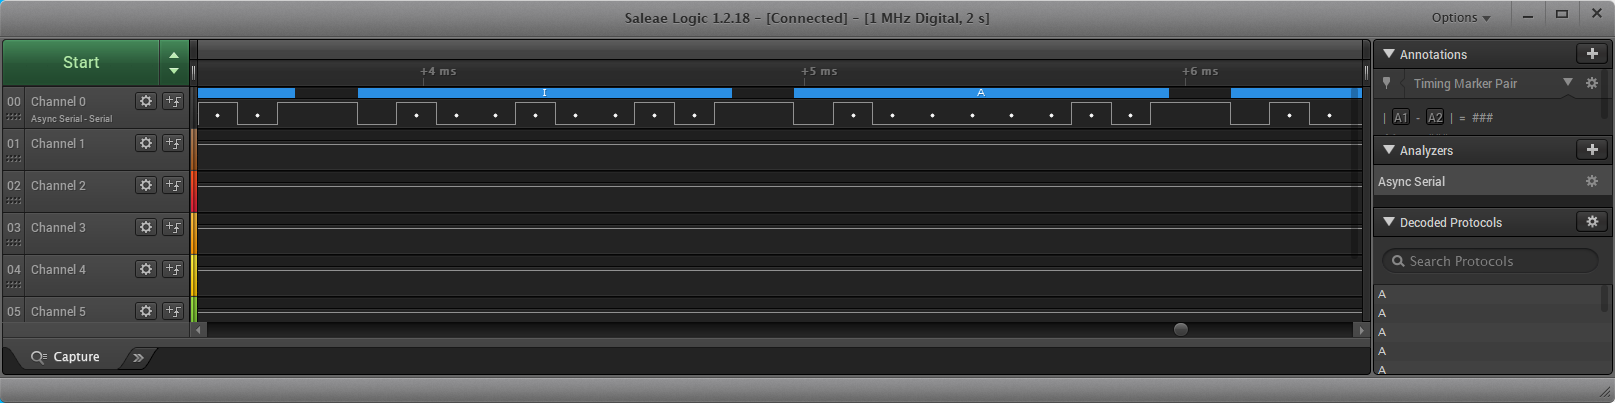 Saleae Logic 1.2.18 - [Connected] - [1 MHz Digital, 2 s]
Options
Start
+4 ms +5 ms +6 ms
I A
00 Channel 0
Async Serial - Serial
01 Channel 1
02 Channel 2
03 Channel 3
04 Channel 4
05 Channel 5
Capture
Annotations
Timing Marker Pair
| A1 - A2 | = ###
Analyzers
Async Serial
Decoded Protocols
Search Protocols
A
A
A
A
A